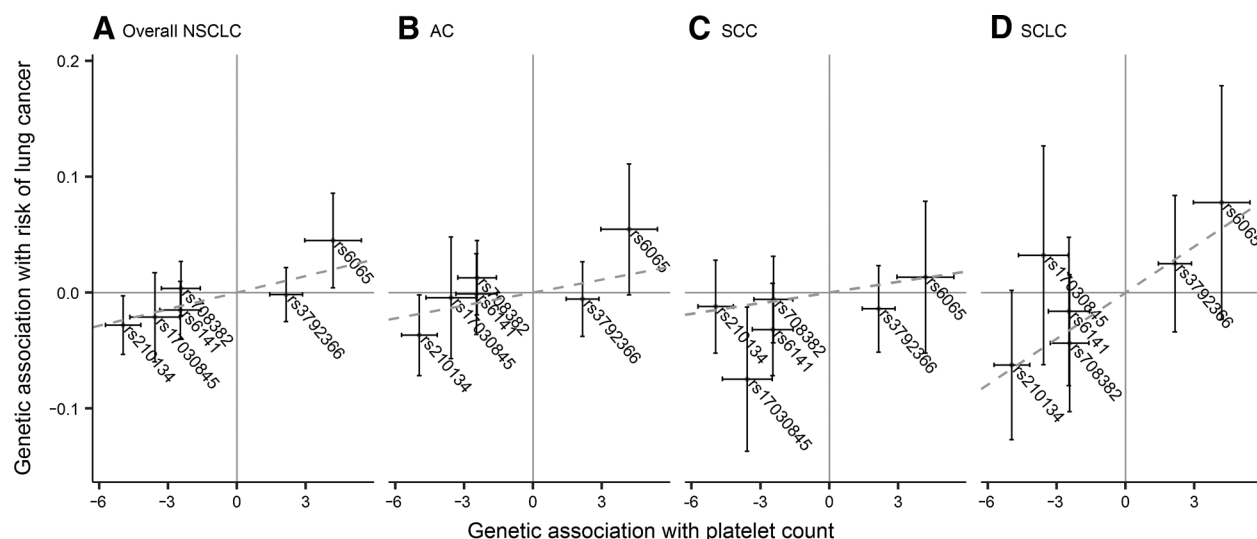 A Overall NSCLC
B AC
C SCC
D SCLC
Genetic association with risk of lung cancer
0.2
0.1
0.0
−0.1
rs6065
rs3792366
rs708382
rs6141
rs17030845
rs210134
rs6065
rs3792366
rs708382
rs6141
rs17030845
rs210134
rs6065
rs3792366
rs708382
rs6141
rs210134
rs17030845
rs6065
rs3792366
rs17030845
rs6141
rs708382
rs210134
−6 −3 0 3 −6 −3 0 3 −6 −3 0 3 −6 −3 0 3
Genetic association with platelet count